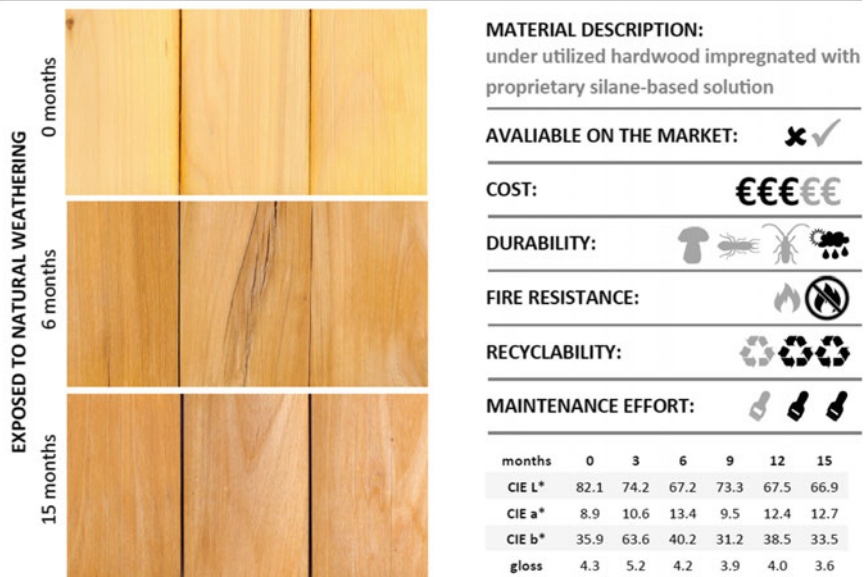 EXPOSED TO NATURAL WEATHERING
0 months
6 months
15 months
MATERIAL DESCRIPTION:
under utilized hardwood impregnated with
proprietary silane-based solution
AVALIABLE ON THE MARKET:
COST: €€€€€
DURABILITY:
FIRE RESISTANCE:
RECYCLABILITY:
MAINTENANCE EFFORT:
months 0 3 6 9 12 15
CIE L* 82.1 74.2 67.2 73.3 67.5 66.9
CIE a* 8.9 10.6 13.4 9.5 12.4 12.7
CIE b* 35.9 63.6 40.2 31.2 38.5 33.5
gloss 4.3 5.2 4.2 3.9 4.0 3.6